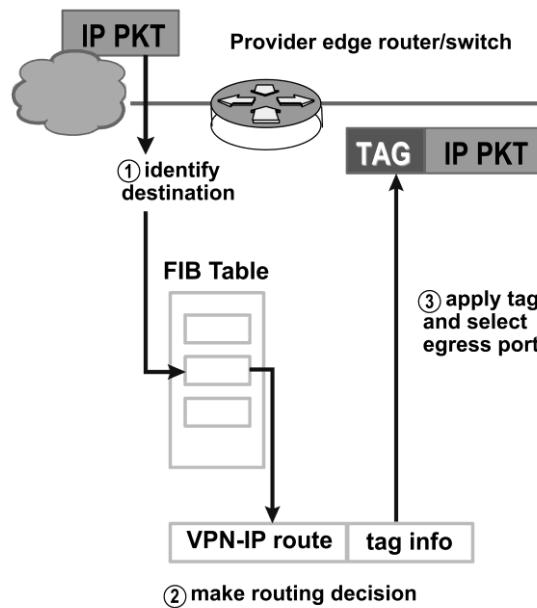 IP PKT
Provider edge router/switch
TAG IP PKT
① identify
destination
FIB Table
③ apply tag
and select
egress port
VPN-IP route tag info
② make routing decision